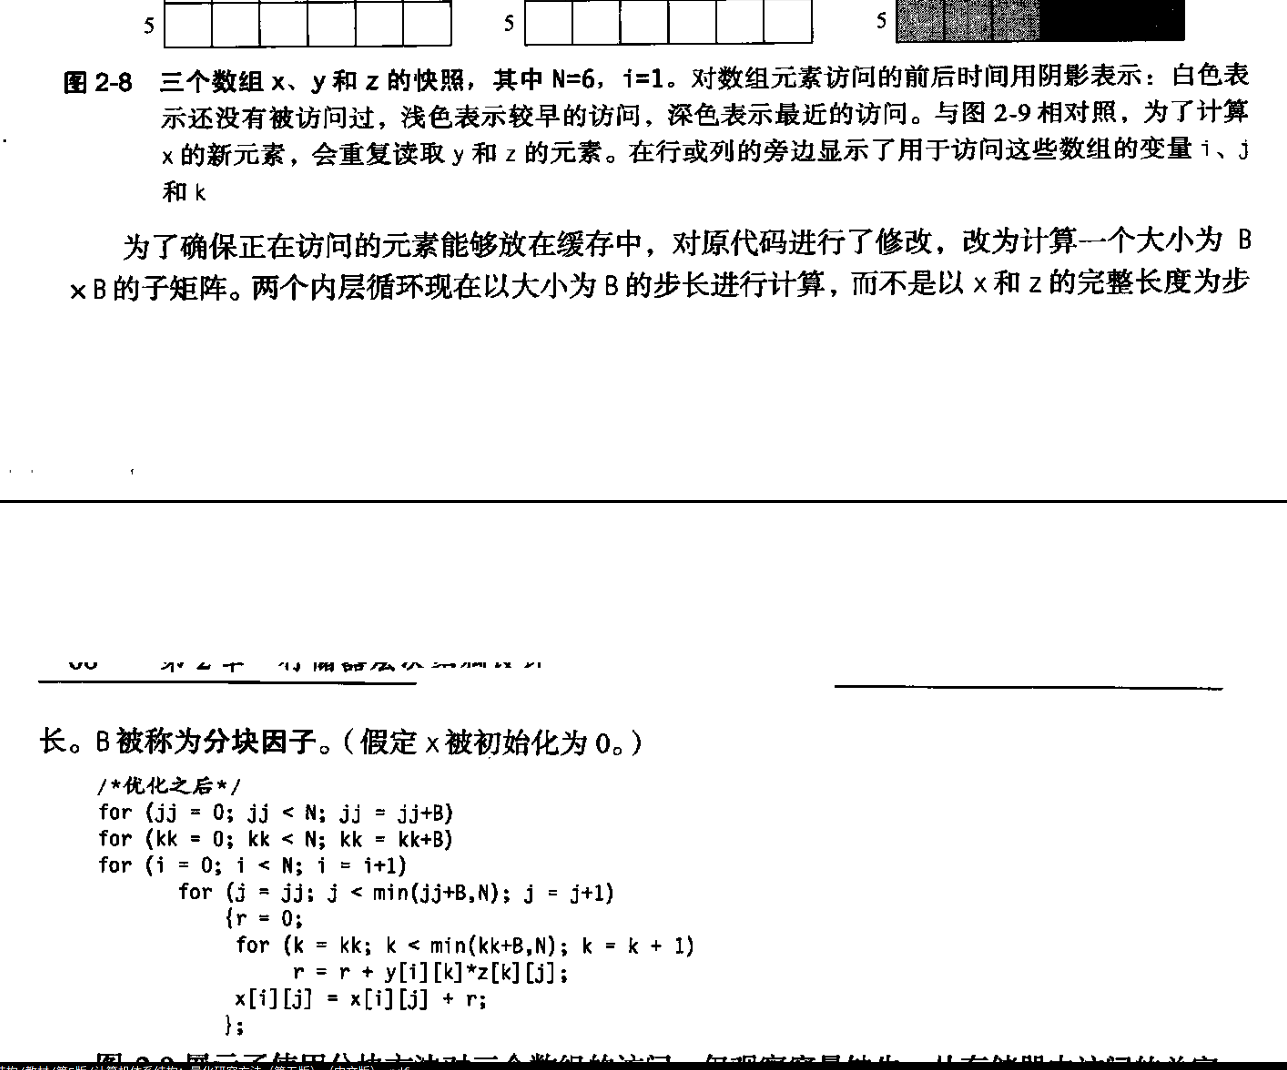 5 5 5
图 2-8 三个数组 x、y 和 z 的快照，其中 N=6，i=1。对数组元素访问的前后时间用阴影表示：白色表
示还没有被访问过，浅色表示较早的访问，深色表示最近的访问。与图 2-9 相对照，为了计算
x 的新元素，会重复读取 y 和 z 的元素。在行或列的旁边显示了用于访问这些数组的变量 i、j
和 k
为了确保正在访问的元素能够放在缓存中，对原代码进行了修改，改为计算一个大小为 B
×B 的子矩阵。两个内层循环现在以大小为 B 的步长进行计算，而不是以 x 和 z 的完整长度为步
长。B 被称为分块因子。（假定 x 被初始化为 0。）
/*优化之后*/
for (jj = 0; jj < N; jj = jj+B)
for (kk = 0; kk < N; kk = kk+B)
for (i = 0; i < N; i = i+1)
for (j = jj; j < min(jj+B,N); j = j+1)
{r = 0;
for (k = kk; k < min(kk+B,N); k = k + 1)
r = r + y[i][k]*z[k][j];
x[i][j] = x[i][j] + r;
};